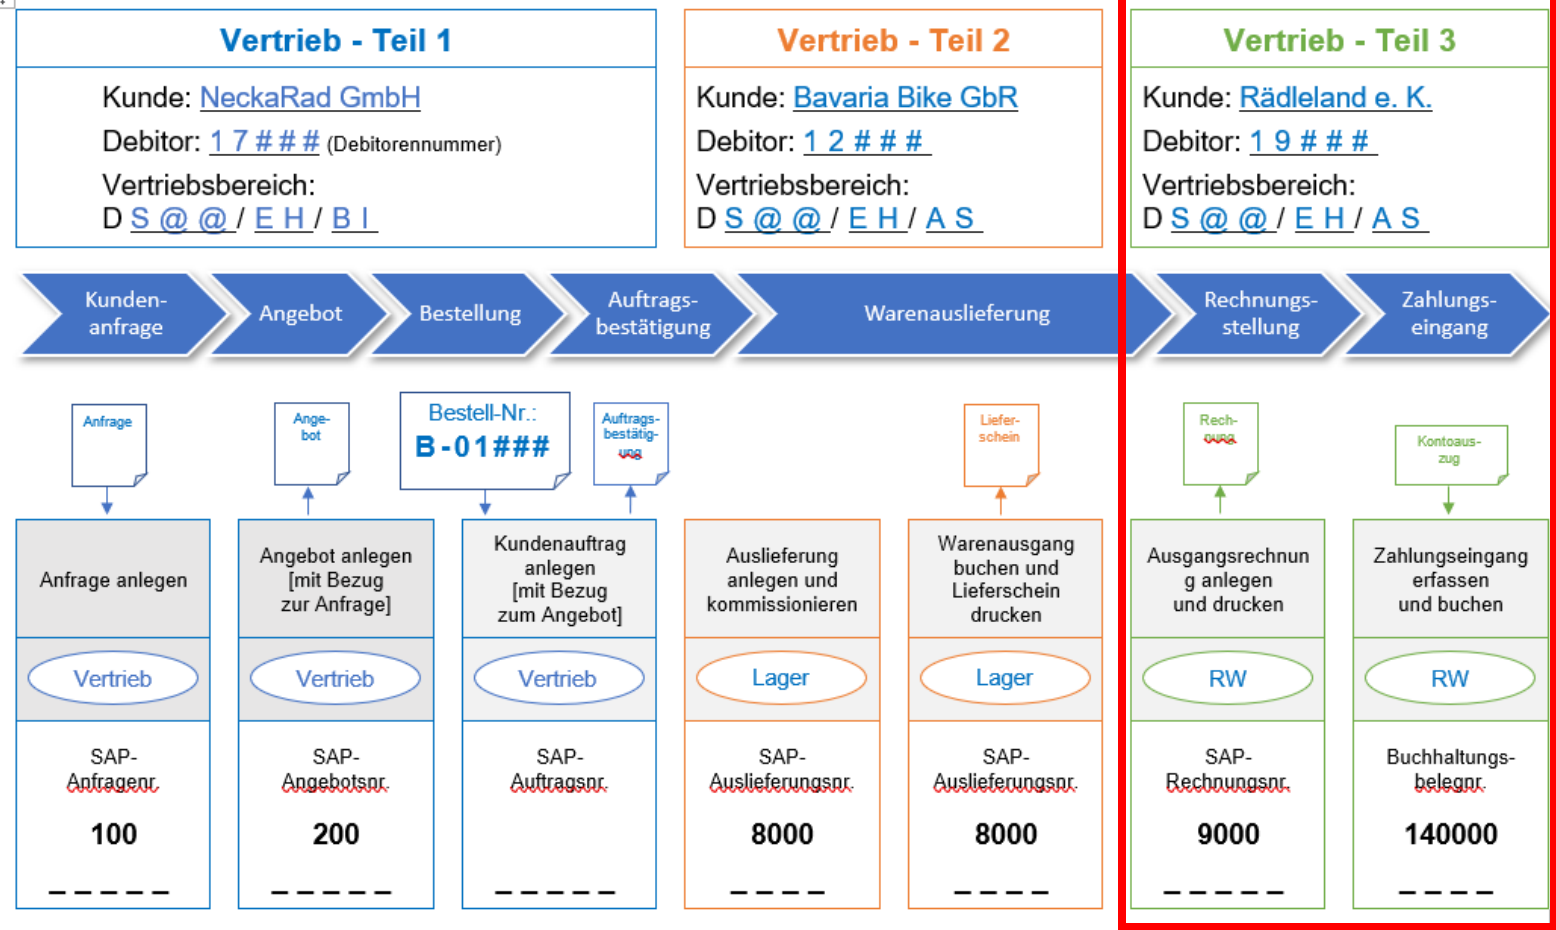 Vertrieb - Teil 1
Kunde: NeckaRad GmbH
Debitor: 1 7 # # # (Debitorennummer)
Vertriebsbereich:
D S @ @ / E H / B I
Vertrieb - Teil 2
Kunde: Bavaria Bike GbR
Debitor: 1 2 # # #
Vertriebsbereich:
D S @ @ / E H / A S
Vertrieb - Teil 3
Kunde: Rädleland e. K.
Debitor: 1 9 # # #
Vertriebsbereich:
D S @ @ / E H / A S
Kunden-
anfrage
Angebot
Bestellung
Auftrags-
bestätigung
Warenauslieferung
Rechnungs-
stellung
Zahlungs-
eingang
Anfrage
Ange-
bot
Bestell-Nr.:
B-01###
Auftrags-
bestätig-
ung
Liefer-
schein
Rech-
nung
Kontoaus-
zug
Anfrage anlegen
Angebot anlegen
[mit Bezug
zur Anfrage]
Kundenauftrag
anlegen
[mit Bezug
zum Angebot]
Auslieferung
anlegen und
kommissionieren
Warenausgang
buchen und
Lieferschein
drucken
Ausgangsrechnun
g anlegen
und drucken
Zahlungseingang
erfassen
und buchen
Vertrieb
Vertrieb
Vertrieb
Lager
Lager
RW
RW
SAP-
Anfragenr.
100
_ _ _ _ _
SAP-
Angebotsnr.
200
_ _ _ _ _
SAP-
Auftragsnr.
_ _ _ _ _
SAP-
Auslieferungsnr.
8000
_ _ _ _
SAP-
Auslieferungsnr.
8000
_ _ _ _
SAP-
Rechnungsnr.
9000
_ _ _ _ _
Buchhaltungs-
belegnr.
140000
_ _ _ _